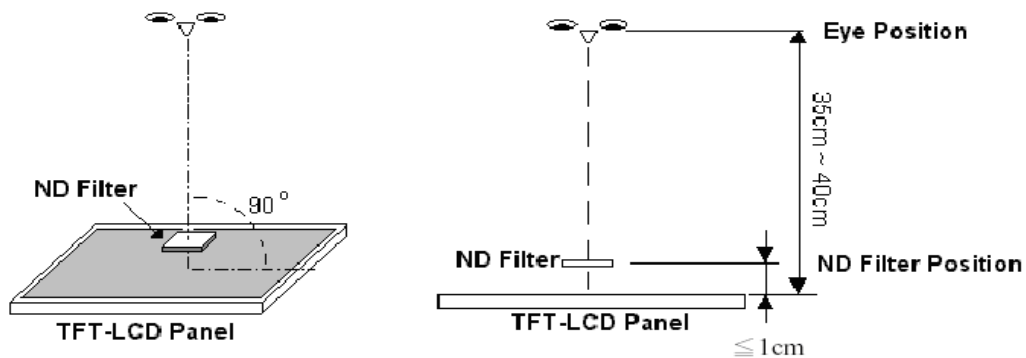 ND Filter
90°
TFT-LCD Panel
Eye Position
35cm ~ 40cm
ND Filter
ND Filter Position
TFT-LCD Panel
≦1cm